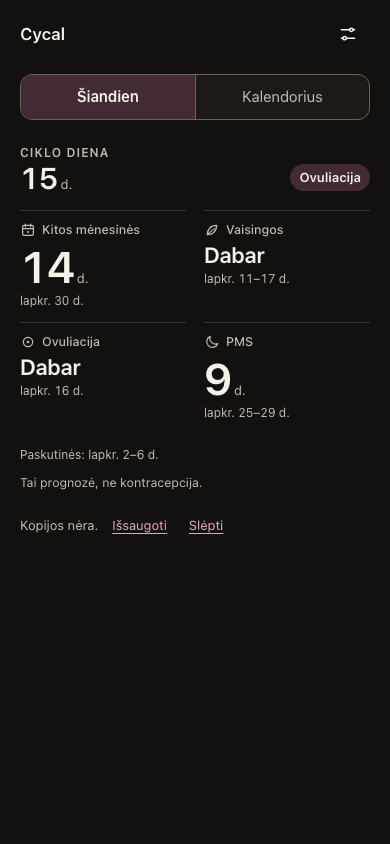 Cycal
Šiandien
Kalendorius
CIKLO DIENA
15 d.
Ovuliacija
Kitos mėnesinės
14 d.
lapkr. 30 d.
Vaisingos
Dabar
lapkr. 11–17 d.
Ovuliacija
Dabar
lapkr. 16 d.
PMS
9 d.
lapkr. 25–29 d.
Paskutinės: lapkr. 2–6 d.
Tai prognozė, ne kontracepcija.
Kopijos nėra. Išsaugoti Slėpti